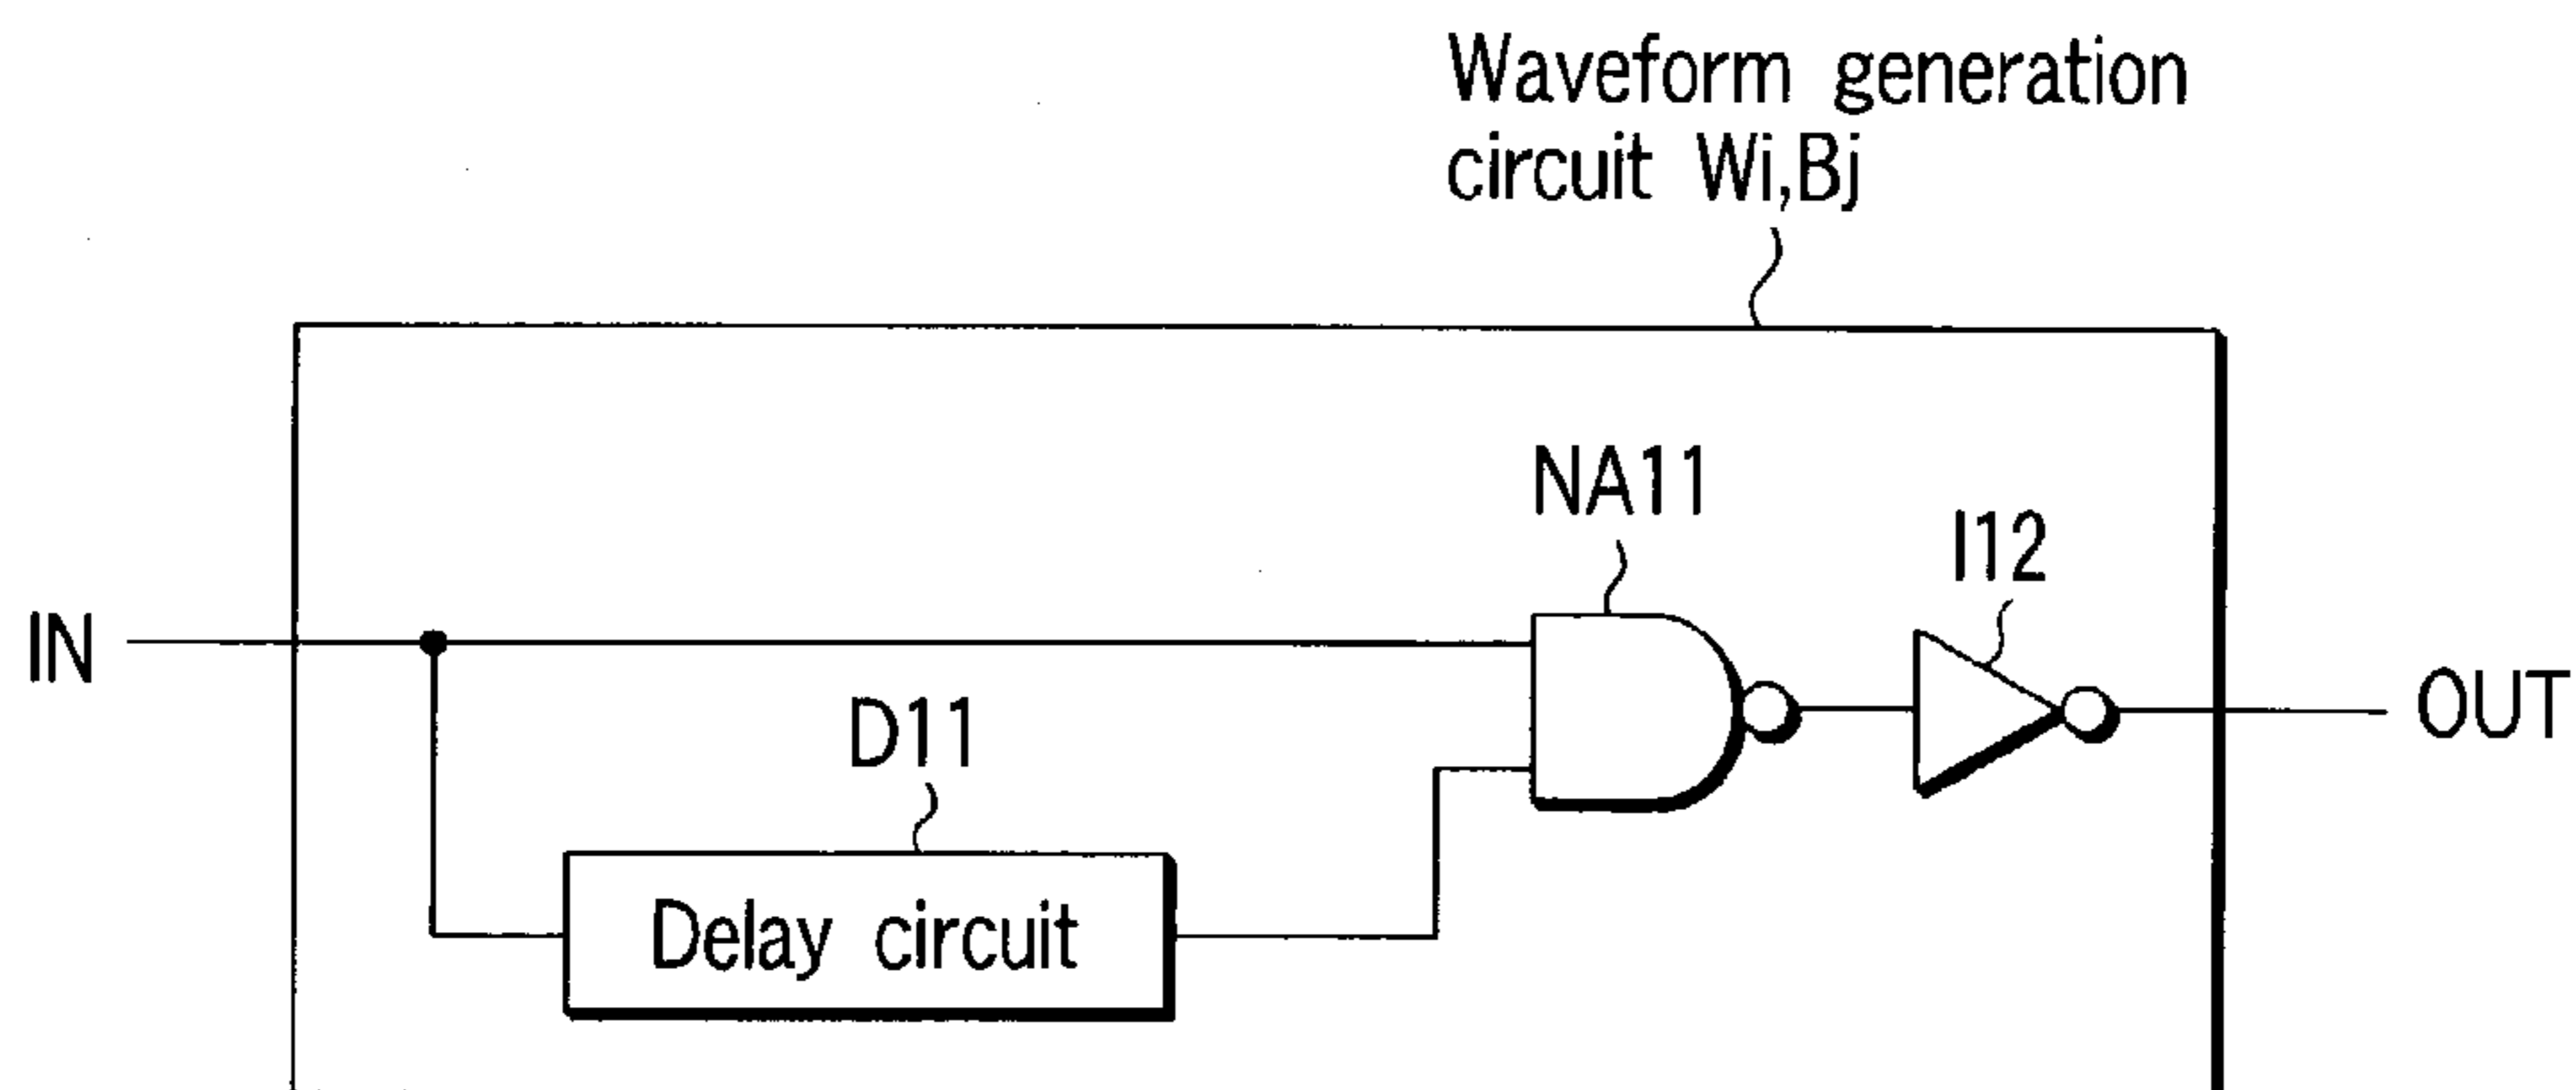 Waveform generation
circuit Wi,Bj
NA11
I12
IN
D11
OUT
Delay circuit